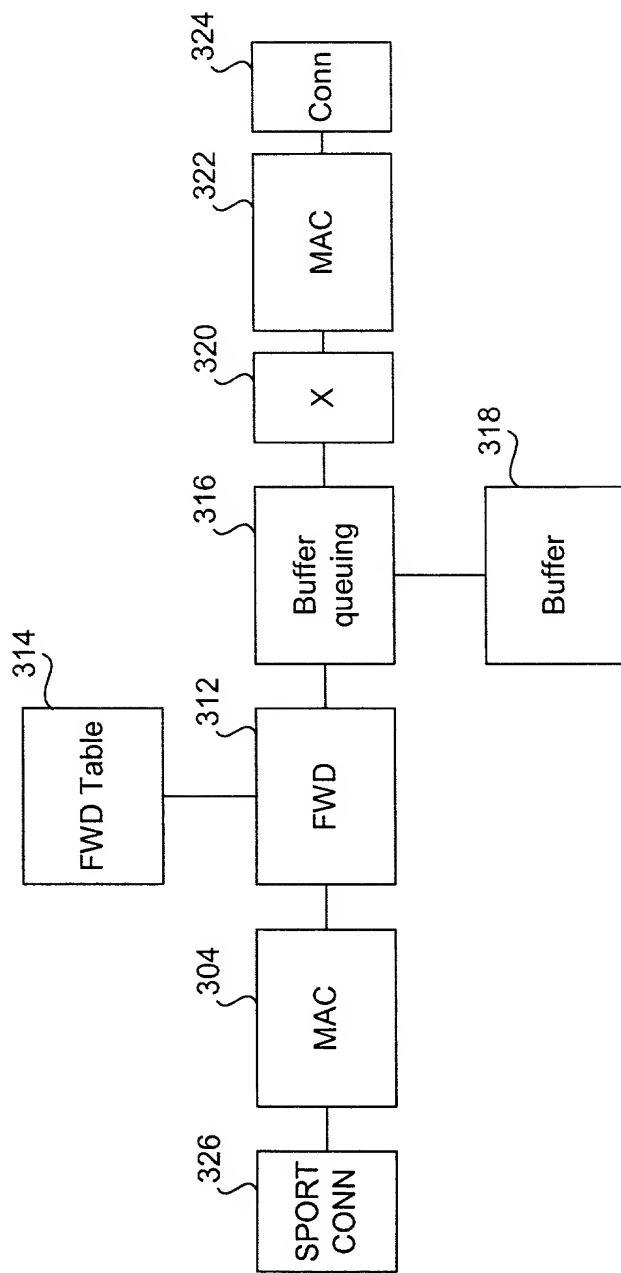 314
FWD Table
326
SPORT
CONN
304
MAC
312
FWD
316
Buffer
queuing
320
X
322
MAC
324
Conn
318
Buffer